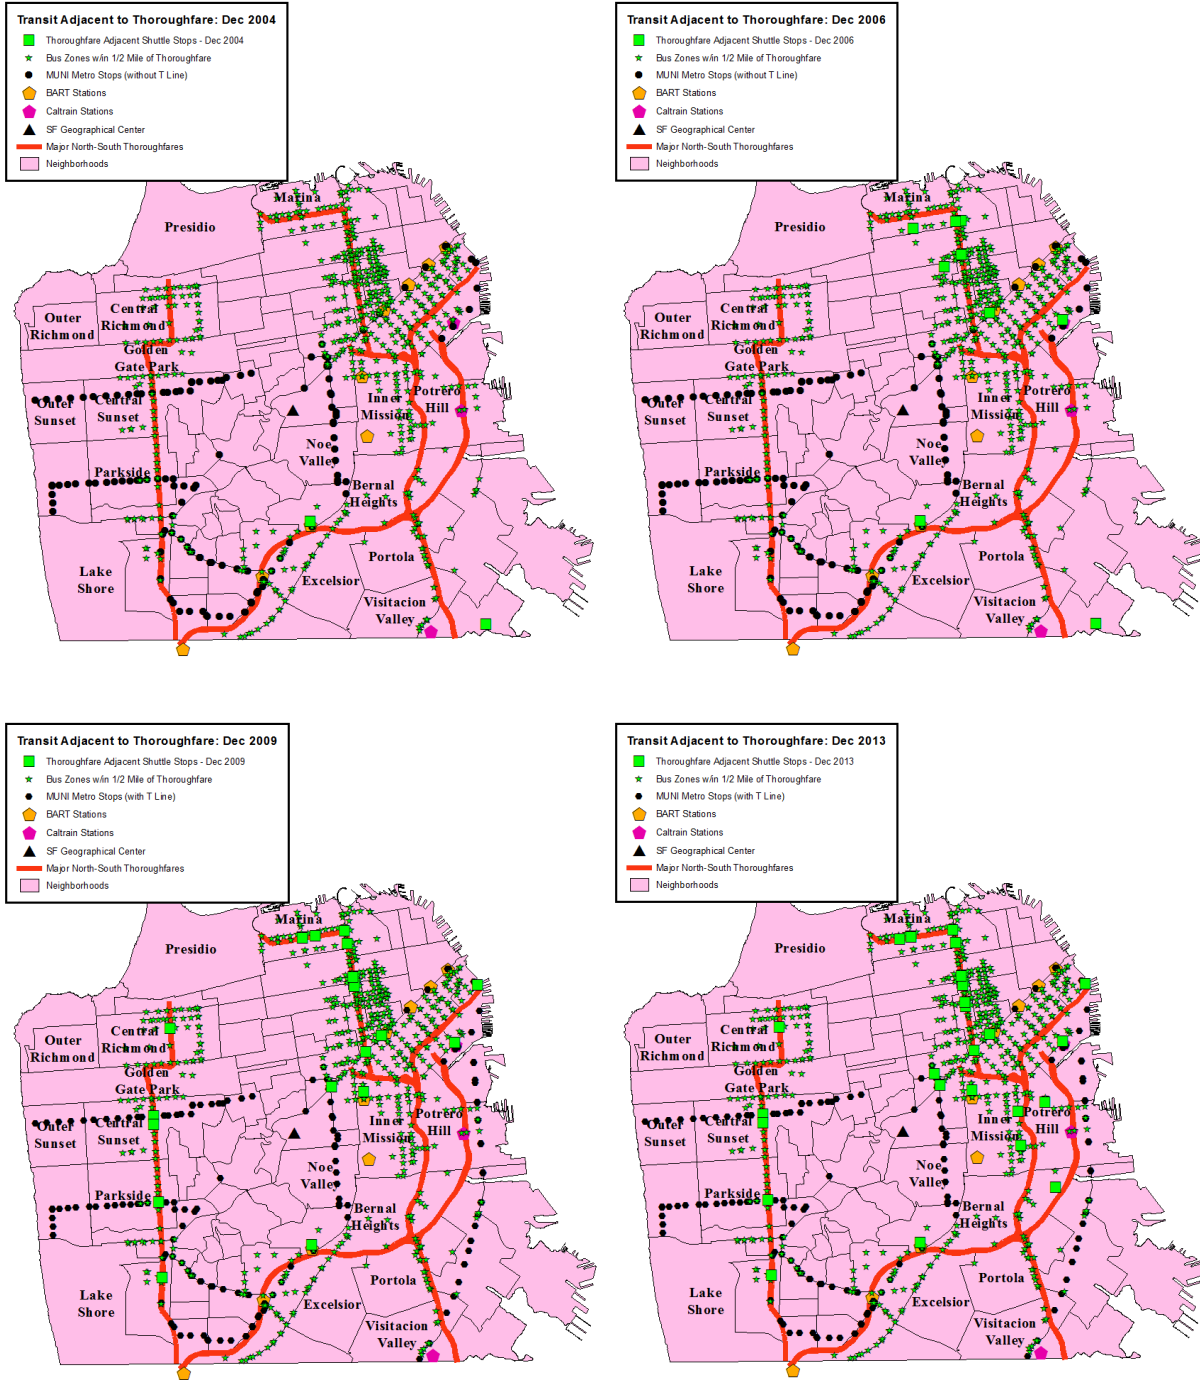 Transit Adjacent to Thoroughfare: Dec 2004
Thoroughfare Adjacent Shuttle Stops - Dec 2004
Bus Zones w/in 1/2 Mile of Thoroughfare
MUNI Metro Stops (without T Line)
BART Stations
Caltrain Stations
SF Geographical Center
Major North-South Thoroughfares
Neighborhoods
Marina
Presidio
Outer
Richmond
Central
Richmond
Golden
Gate Park
Outer
Sunset
Central
Sunset
Inner
Mission
Potrero
Hill
Noe
Valley
Parkside
Bernal
Heights
Lake
Shore
Portola
Excelsior
Visitacion
Valley
Transit Adjacent to Thoroughfare: Dec 2006
Thoroughfare Adjacent Shuttle Stops - Dec 2006
Bus Zones w/in 1/2 Mile of Thoroughfare
MUNI Metro Stops (without T Line)
BART Stations
Caltrain Stations
SF Geographical Center
Major North-South Thoroughfares
Neighborhoods
Marina
Presidio
Outer
Richmond
Central
Richmond
Golden
Gate Park
Outer
Sunset
Central
Sunset
Inner
Mission
Potrero
Hill
Noe
Valley
Parkside
Bernal
Heights
Lake
Shore
Portola
Excelsior
Visitacion
Valley
Transit Adjacent to Thoroughfare: Dec 2009
Thoroughfare Adjacent Shuttle Stops - Dec 2009
Bus Zones w/in 1/2 Mile of Thoroughfare
MUNI Metro Stops (with T Line)
BART Stations
Caltrain Stations
SF Geographical Center
Major North-South Thoroughfares
Neighborhoods
Marina
Presidio
Outer
Richmond
Central
Richmond
Golden
Gate Park
Outer
Sunset
Central
Sunset
Inner
Mission
Potrero
Hill
Noe
Valley
Parkside
Bernal
Heights
Lake
Shore
Portola
Excelsior
Visitacion
Valley
Transit Adjacent to Thoroughfare: Dec 2013
Thoroughfare Adjacent Shuttle Stops - Dec 2013
Bus Zones w/in 1/2 Mile of Thoroughfare
MUNI Metro Stops (with T Line)
BART Stations
Caltrain Stations
SF Geographical Center
Major North-South Thoroughfares
Neighborhoods
Marina
Presidio
Outer
Richmond
Central
Richmond
Golden
Gate Park
Outer
Sunset
Central
Sunset
Inner
Mission
Potrero
Hill
Noe
Valley
Parkside
Bernal
Heights
Lake
Shore
Portola
Excelsior
Visitacion
Valley